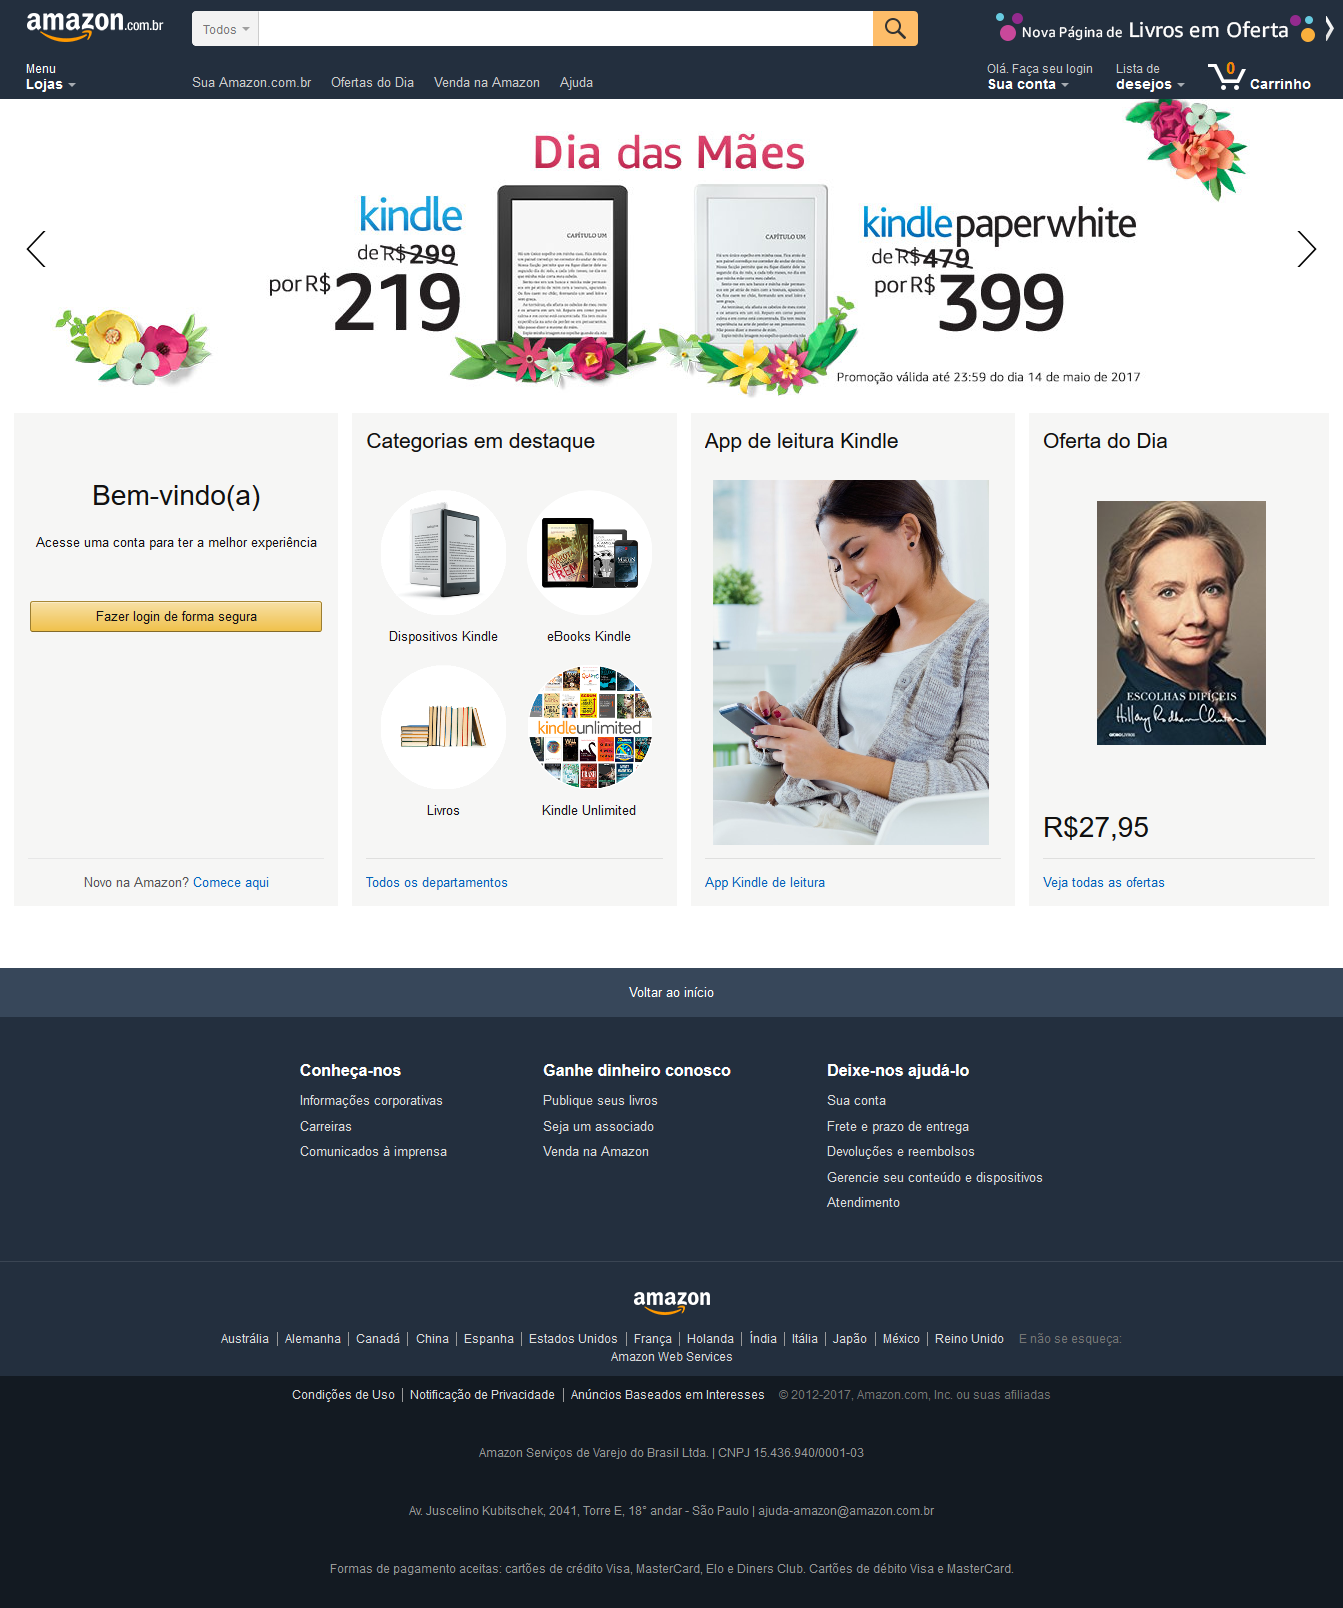 amazon.com.br
Todos
Nova Página de Livros em Oferta
Menu
Lojas
Sua Amazon.com.br Ofertas do Dia Venda na Amazon Ajuda
Olá. Faça seu login
Sua conta
Lista de
desejos
0
Carrinho
Dia das Mães
kindle
de R$ 299
por R$ 219
CAPÍTULO UM
CAPÍTULO UM
kindle paperwhite
de R$ 479
por R$ 399
Promoção válida até 23:59 do dia 14 de maio de 2017
Bem-vindo(a)
Acesse uma conta para ter a melhor experiência
Fazer login de forma segura
Novo na Amazon? Comece aqui
Categorias em destaque
Dispositivos Kindle
eBooks Kindle
kindleunlimited
Livros
Kindle Unlimited
Todos os departamentos
App de leitura Kindle
App Kindle de leitura
Oferta do Dia
ESCOLHAS DIFÍCEIS
Hillary Rodham Clinton
R$27,95
Veja todas as ofertas
Voltar ao início
Conheça-nos
Informações corporativas
Carreiras
Comunicados à imprensa
Ganhe dinheiro conosco
Publique seus livros
Seja um associado
Venda na Amazon
Deixe-nos ajudá-lo
Sua conta
Frete e prazo de entrega
Devoluções e reembolsos
Gerencie seu conteúdo e dispositivos
Atendimento
amazon
Austrália | Alemanha | Canadá | China | Espanha | Estados Unidos | França | Holanda | Índia | Itália | Japão | México | Reino Unido E não se esqueça:
Amazon Web Services
Condições de Uso | Notificação de Privacidade | Anúncios Baseados em Interesses © 2012-2017, Amazon.com, Inc. ou suas afiliadas
Amazon Serviços de Varejo do Brasil Ltda. | CNPJ 15.436.940/0001-03
Av. Juscelino Kubitschek, 2041, Torre E, 18° andar - São Paulo | ajuda-amazon@amazon.com.br
Formas de pagamento aceitas: cartões de crédito Visa, MasterCard, Elo e Diners Club. Cartões de débito Visa e MasterCard.